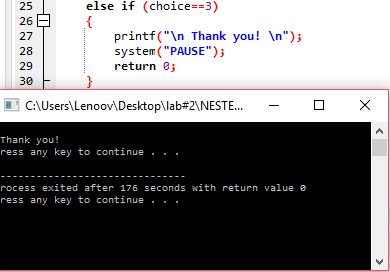 25 else if (choice==3)
26 {
27 printf("\n Thank you! \n");
28 system("PAUSE");
29 return 0;
30 }
C:\Users\Lenoov\Desktop\lab#2\NESTE...
Thank you!
ress any key to continue . . .
--------------------------------
rocess exited after 176 seconds with return value 0
ress any key to continue . . .